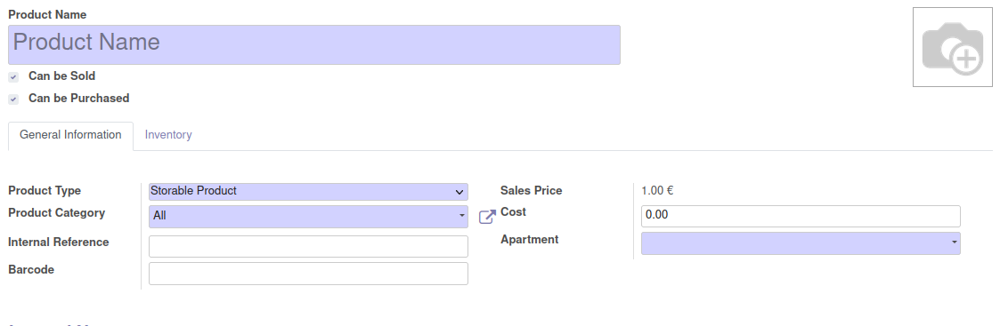 Product Name
Product Name
Can be Sold
Can be Purchased
General Information Inventory
Product Type Storable Product Sales Price 1.00 €
Product Category All Cost 0.00
Internal Reference Apartment
Barcode